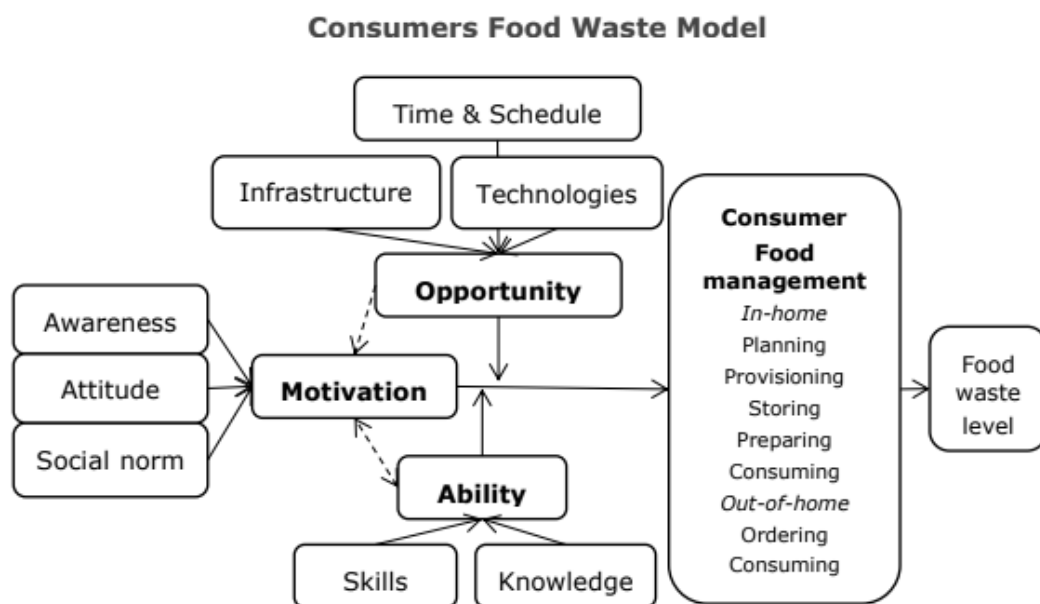 Consumers Food Waste Model
Time & Schedule
Infrastructure
Technologies
Opportunity
Awareness
Attitude
Social norm
Motivation
Ability
Skills
Knowledge
Consumer
Food
management
In-home
Planning
Provisioning
Storing
Preparing
Consuming
Out-of-home
Ordering
Consuming
Food
waste
level